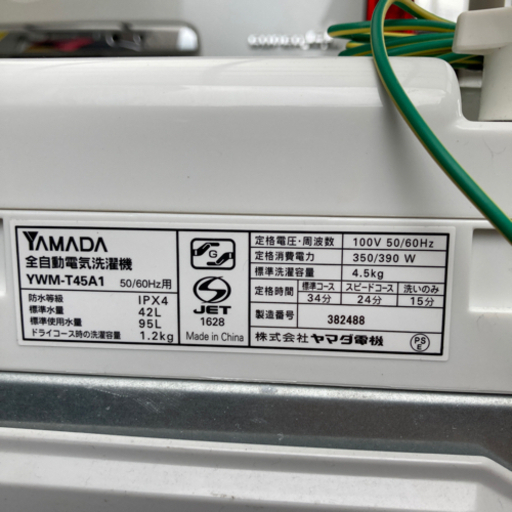 YAMADA
全自動電気洗濯機
YWM-T45A1 50/60Hz用
防水等級 IPX4
標準水量 42L
標準使用水量 95L
ドライコース時の洗濯容量 1.2kg
G
S
JET
1628
Made in China
定格電圧・周波数 100V 50/60Hz
定格消費電力 350/390 W
標準洗濯容量 4.5kg
定格時間 標準コース 34分 スピードコース 24分 洗いのみ 15分
製造番号 382488
株式会社 ヤマダ電機
PS
E